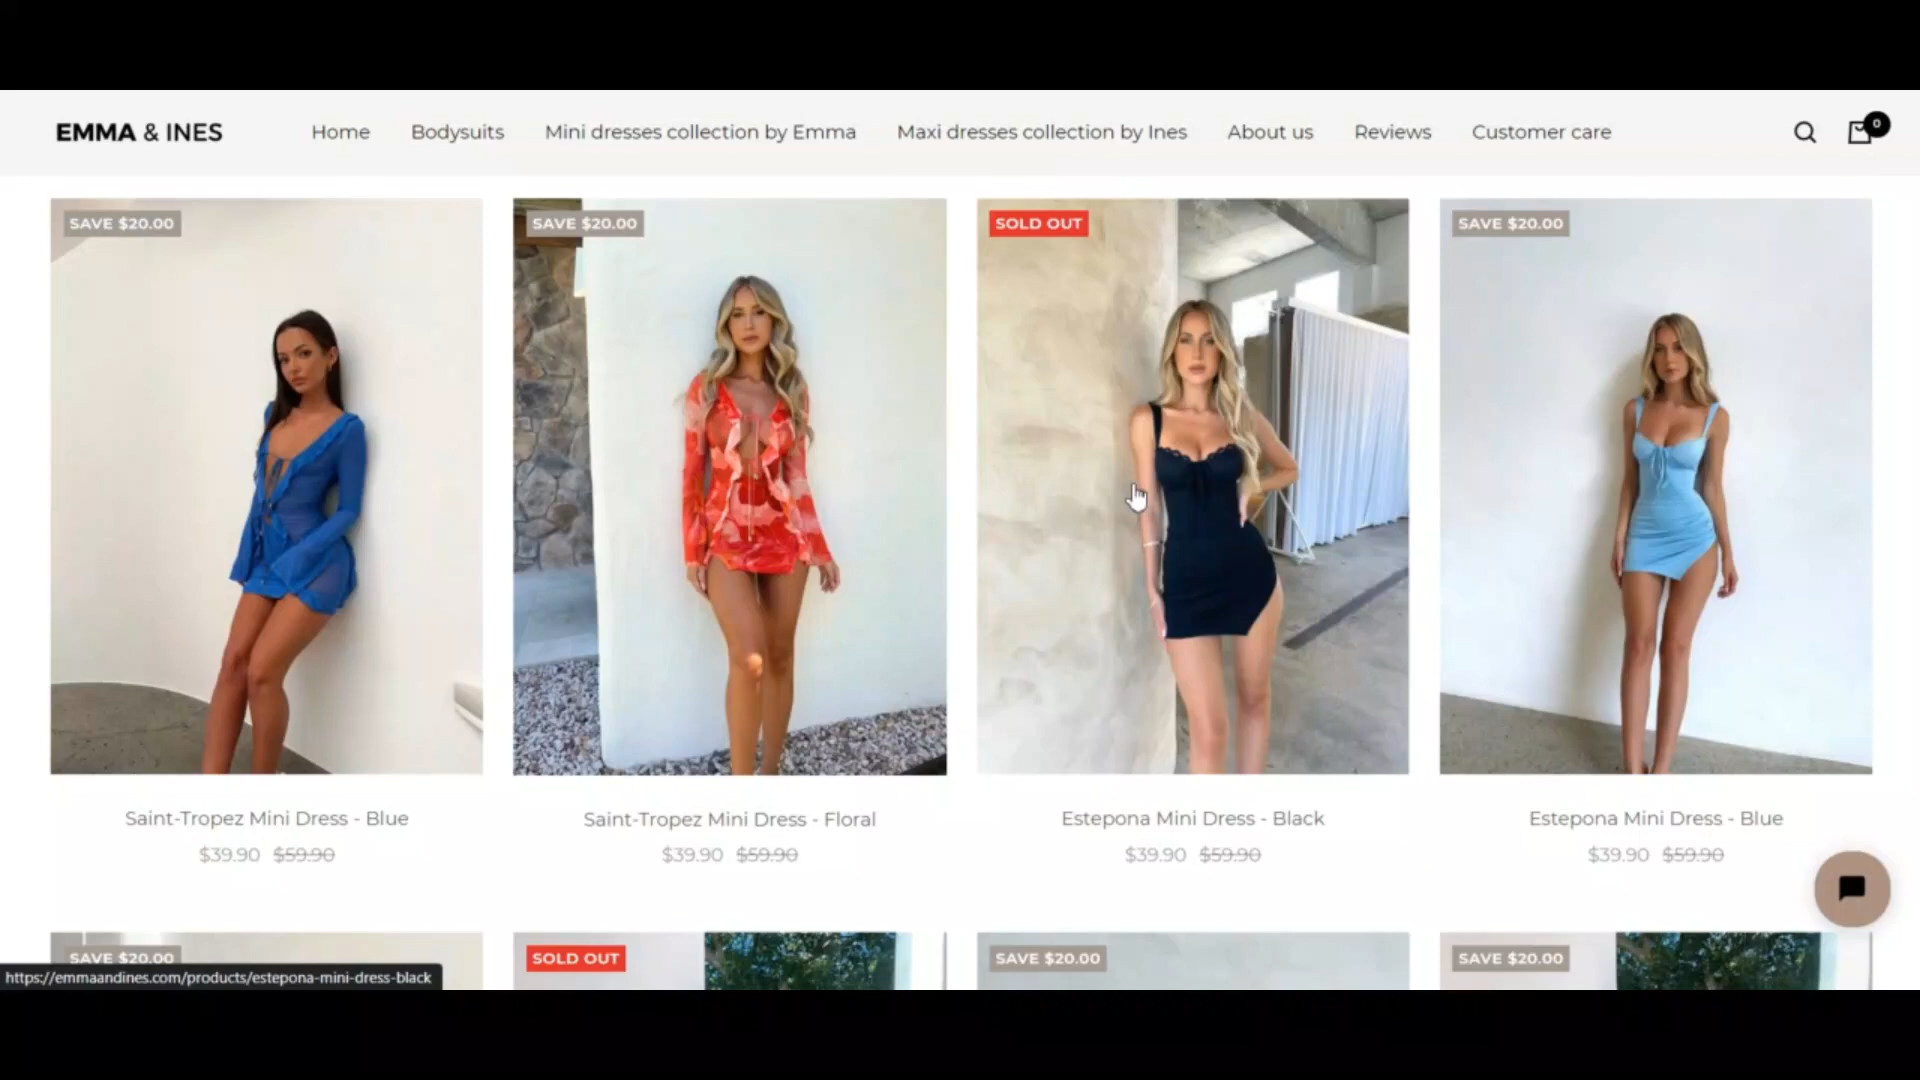 EMMA & INES
Home
Bodysuits
Mini dresses collection by Emma
Maxi dresses collection by Ines
About us
Reviews
Customer care
0
SAVE $20.00
SAVE $20.00
SOLD OUT
SAVE $20.00
Saint-Tropez Mini Dress - Blue
$39.90 $59.90
Saint-Tropez Mini Dress - Floral
$39.90 $59.90
Estepona Mini Dress - Black
$39.90 $59.90
Estepona Mini Dress - Blue
$39.90 $59.90
SAVE $20.00
SOLD OUT
SAVE $20.00
SAVE $20.00
https://emmaandines.com/products/estepona-mini-dress-black